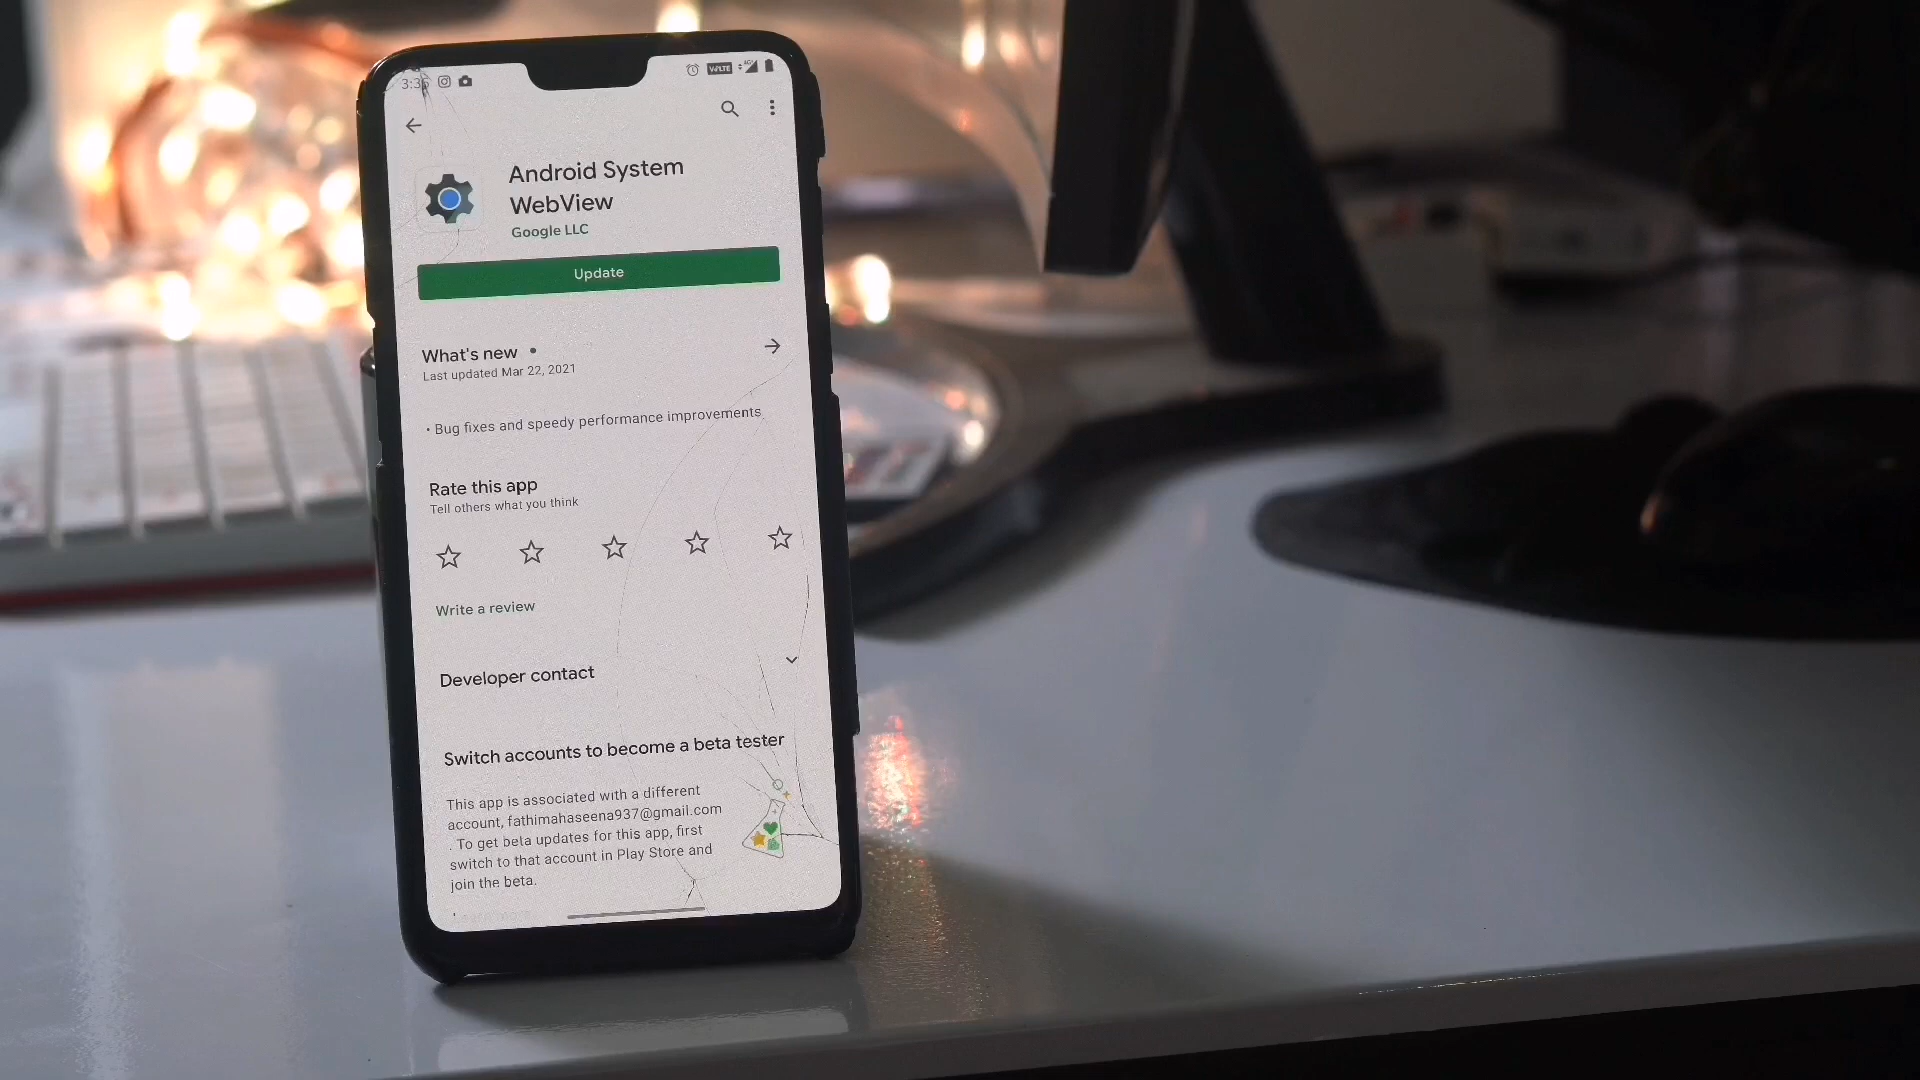 3:36
VoLTE
Android System
WebView
Google LLC
Update
What's new •
Last updated Mar 22, 2021
• Bug fixes and speedy performance improvements
Rate this app
Tell others what you think
Write a review
Developer contact
Switch accounts to become a beta tester
This app is associated with a different
account, fathimahaseena937@gmail.com
. To get beta updates for this app, first
switch to that account in Play Store and
join the beta.